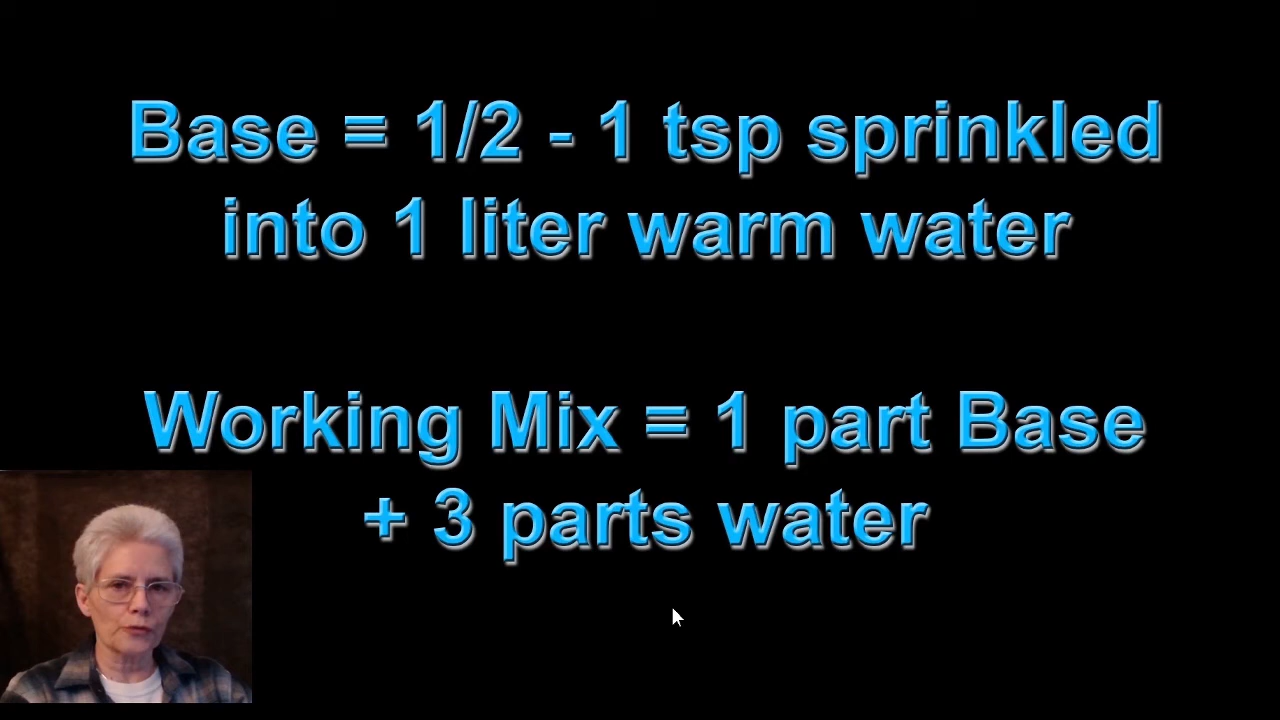 Base = 1/2 - 1 tsp sprinkled
into 1 liter warm water
Working Mix = 1 part Base
+ 3 parts water